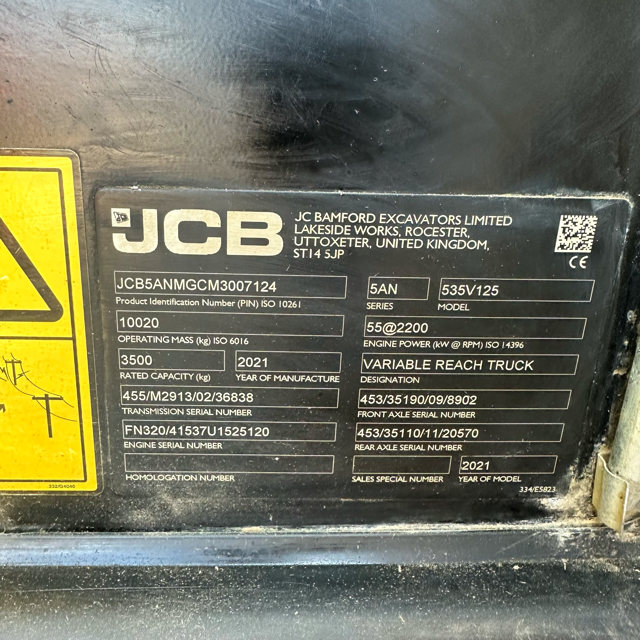 JCB
JC BAMFORD EXCAVATORS LIMITED
LAKESIDE WORKS, ROCESTER,
UTTOXETER, UNITED KINGDOM,
ST14 5JP
CE
JCB5ANMGCM3007124
Product Identification Number (PIN) ISO 10261
5AN
SERIES
535V125
MODEL
10020
OPERATING MASS (kg) ISO 6016
55@2200
ENGINE POWER (kW @ RPM) ISO 14396
3500
RATED CAPACITY (kg)
2021
YEAR OF MANUFACTURE
VARIABLE REACH TRUCK
DESIGNATION
455/M2913/02/36838
TRANSMISSION SERIAL NUMBER
453/35190/09/8902
FRONT AXLE SERIAL NUMBER
FN320/41537U1525120
ENGINE SERIAL NUMBER
453/35110/11/20570
REAR AXLE SERIAL NUMBER
HOMOLOGATION NUMBER
SALES SPECIAL NUMBER
2021
YEAR OF MODEL
334/E5823